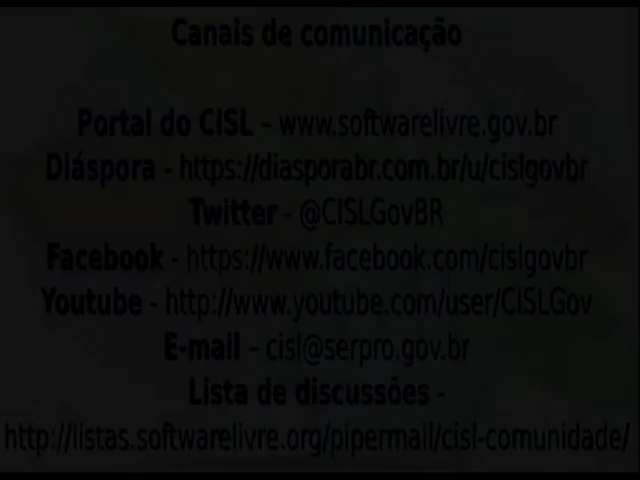 Canais de comunicação
Portal do CISL - www.softwarelivre.gov.br
Diáspora - https://diasporabr.com.br/u/cislgovbr
Twitter - @CISLGovBR
Facebook - https://www.facebook.com/cislgovbr
Youtube - http://www.youtube.com/user/CISLGov
E-mail - cisl@serpro.gov.br
Lista de discussões -
http://listas.softwarelivre.org/pipermail/cisl-comunidade/